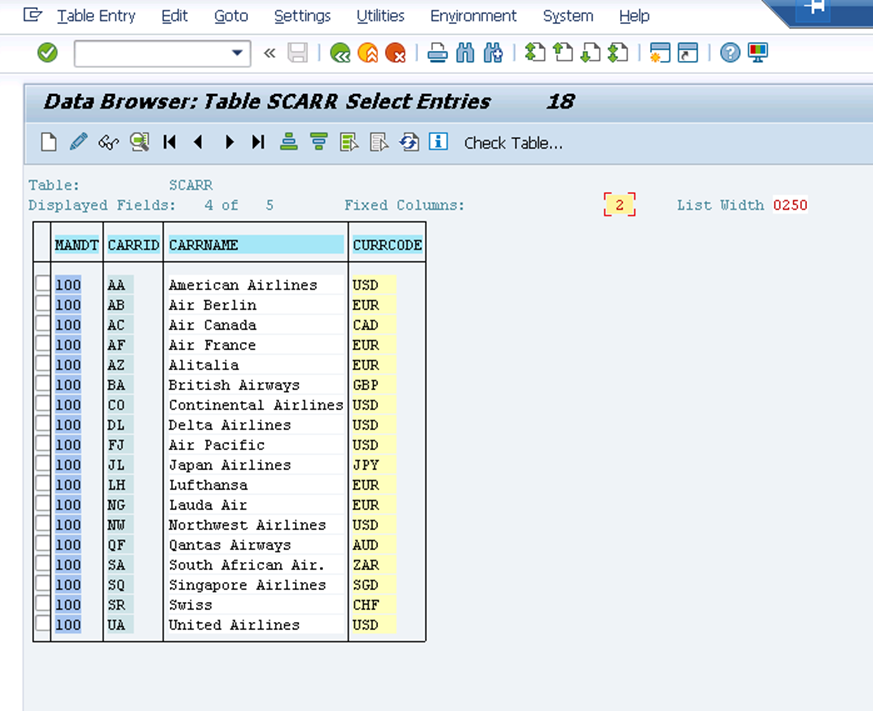 Table Entry Edit Goto Settings Utilities Environment System Help
Data Browser: Table SCARR Select Entries 18
Check Table...
Table: SCARR
Displayed Fields: 4 of 5 Fixed Columns: 2 List Width 0250
MANDT CARRID CARRNAME CURRCODE
100 AA American Airlines USD
100 AB Air Berlin EUR
100 AC Air Canada CAD
100 AF Air France EUR
100 AZ Alitalia EUR
100 BA British Airways GBP
100 CO Continental Airlines USD
100 DL Delta Airlines USD
100 FJ Air Pacific USD
100 JL Japan Airlines JPY
100 LH Lufthansa EUR
100 NG Lauda Air EUR
100 NW Northwest Airlines USD
100 QF Qantas Airways AUD
100 SA South African Air. ZAR
100 SQ Singapore Airlines SGD
100 SR Swiss CHF
100 UA United Airlines USD